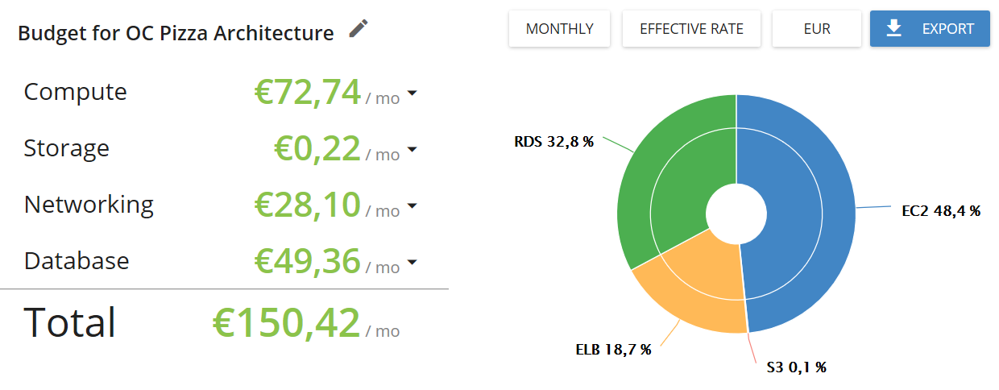 Budget for OC Pizza Architecture
MONTHLY
EFFECTIVE RATE
EUR
EXPORT
Compute €72,74 / mo
Storage €0,22 / mo
Networking €28,10 / mo
Database €49,36 / mo
Total €150,42 / mo
RDS 32,8 %
EC2 48,4 %
ELB 18,7 %
S3 0,1 %